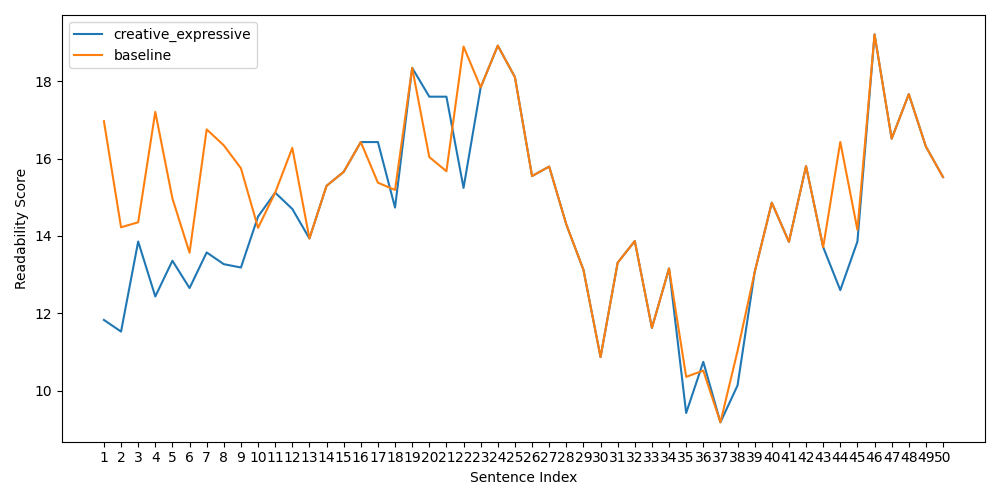 creative_expressive
baseline
Readability Score
18
16
14
12
10
1 2 3 4 5 6 7 8 9 10 11 12 13 14 15 16 17 18 19 20 21 22 23 24 25 26 27 28 29 30 31 32 33 34 35 36 37 38 39 40 41 42 43 44 45 46 47 48 49 50
Sentence Index